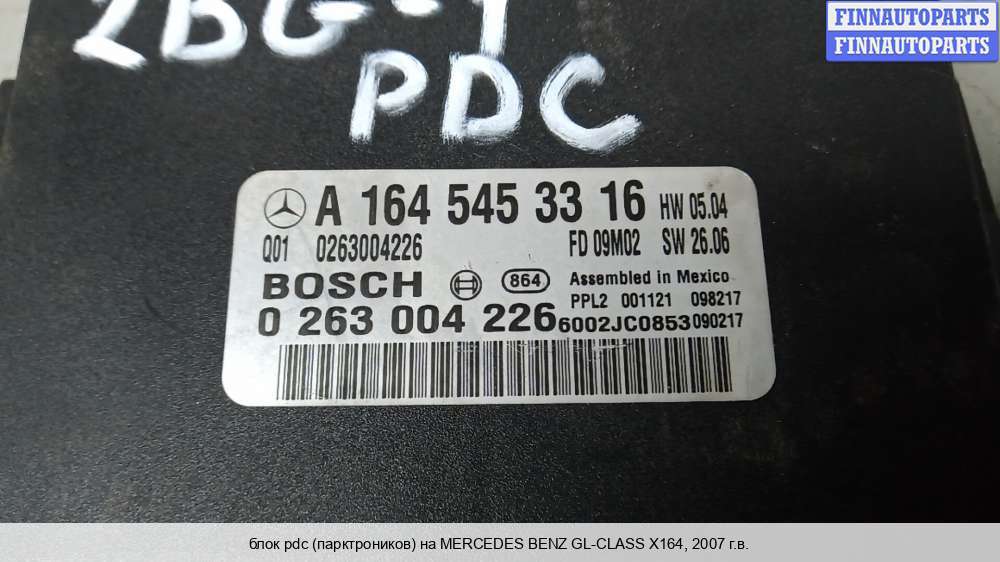 FINNAUTOPARTS
FINNAUTOPARTS
PDC
A 164 545 33 16 HW 05.04
Q01 0263004226 FD 09M02 SW 26.06
BOSCH 864 Assembled in Mexico
PPL2 001121 098217
0 263 004 226 6002JC0853 090217
блок pdc (парктроников) на MERCEDES BENZ GL-CLASS X164, 2007 г.в.